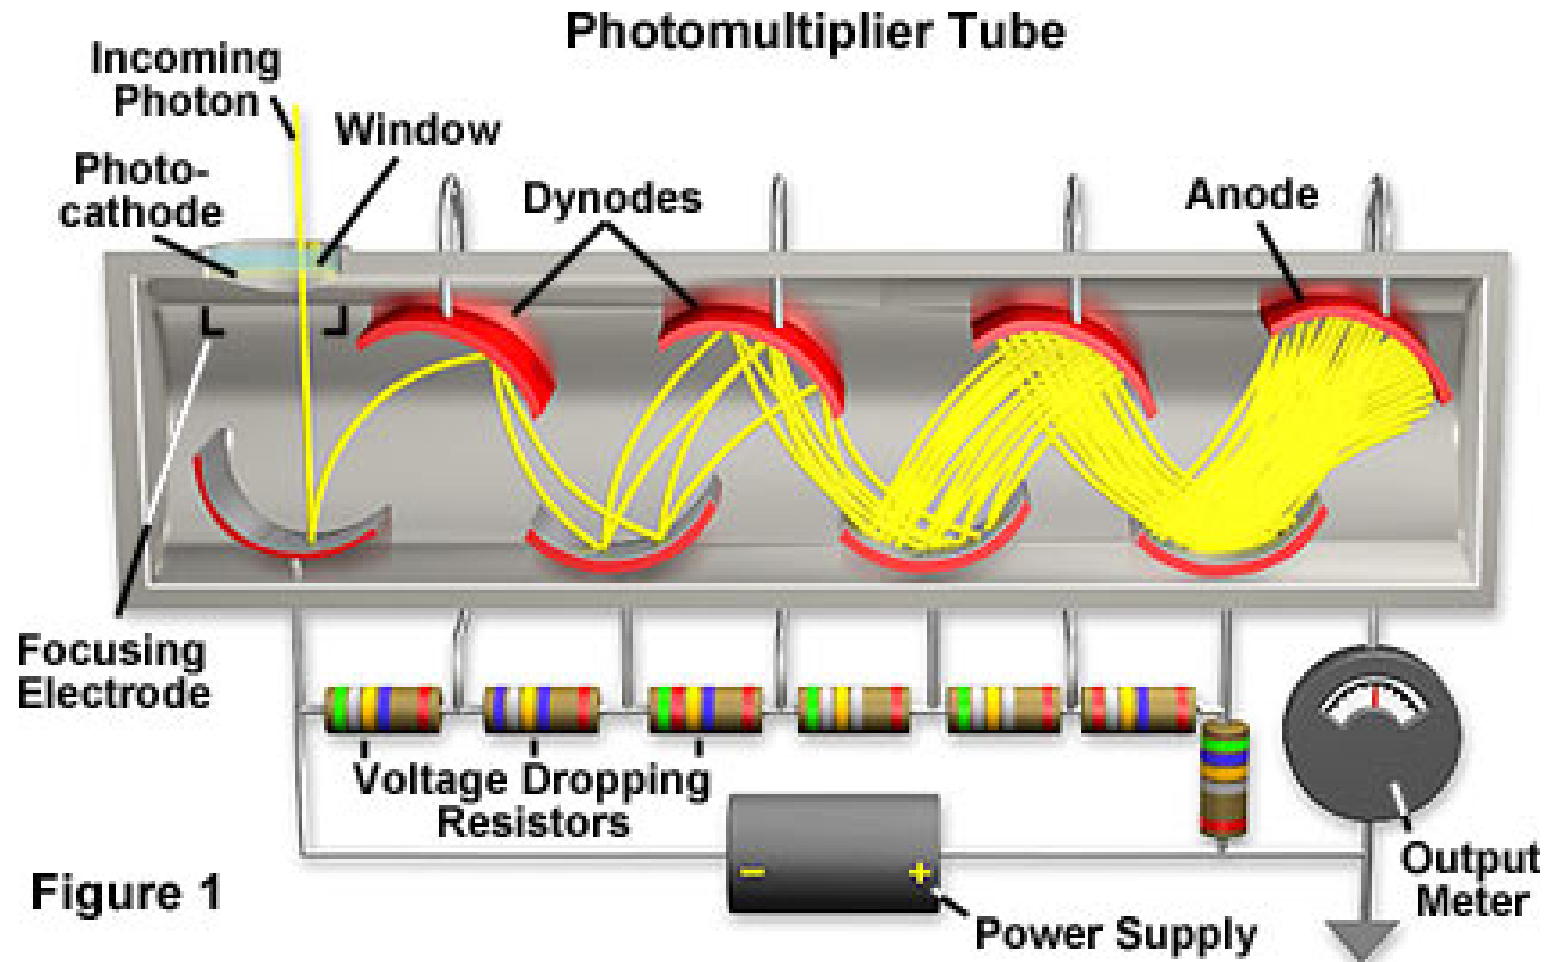 Photomultiplier Tube
Incoming
Photon
Window
Photo-
cathode
Dynodes
Anode
Focusing
Electrode
Voltage Dropping
Resistors
−
+
Output
Meter
Power Supply
Figure 1